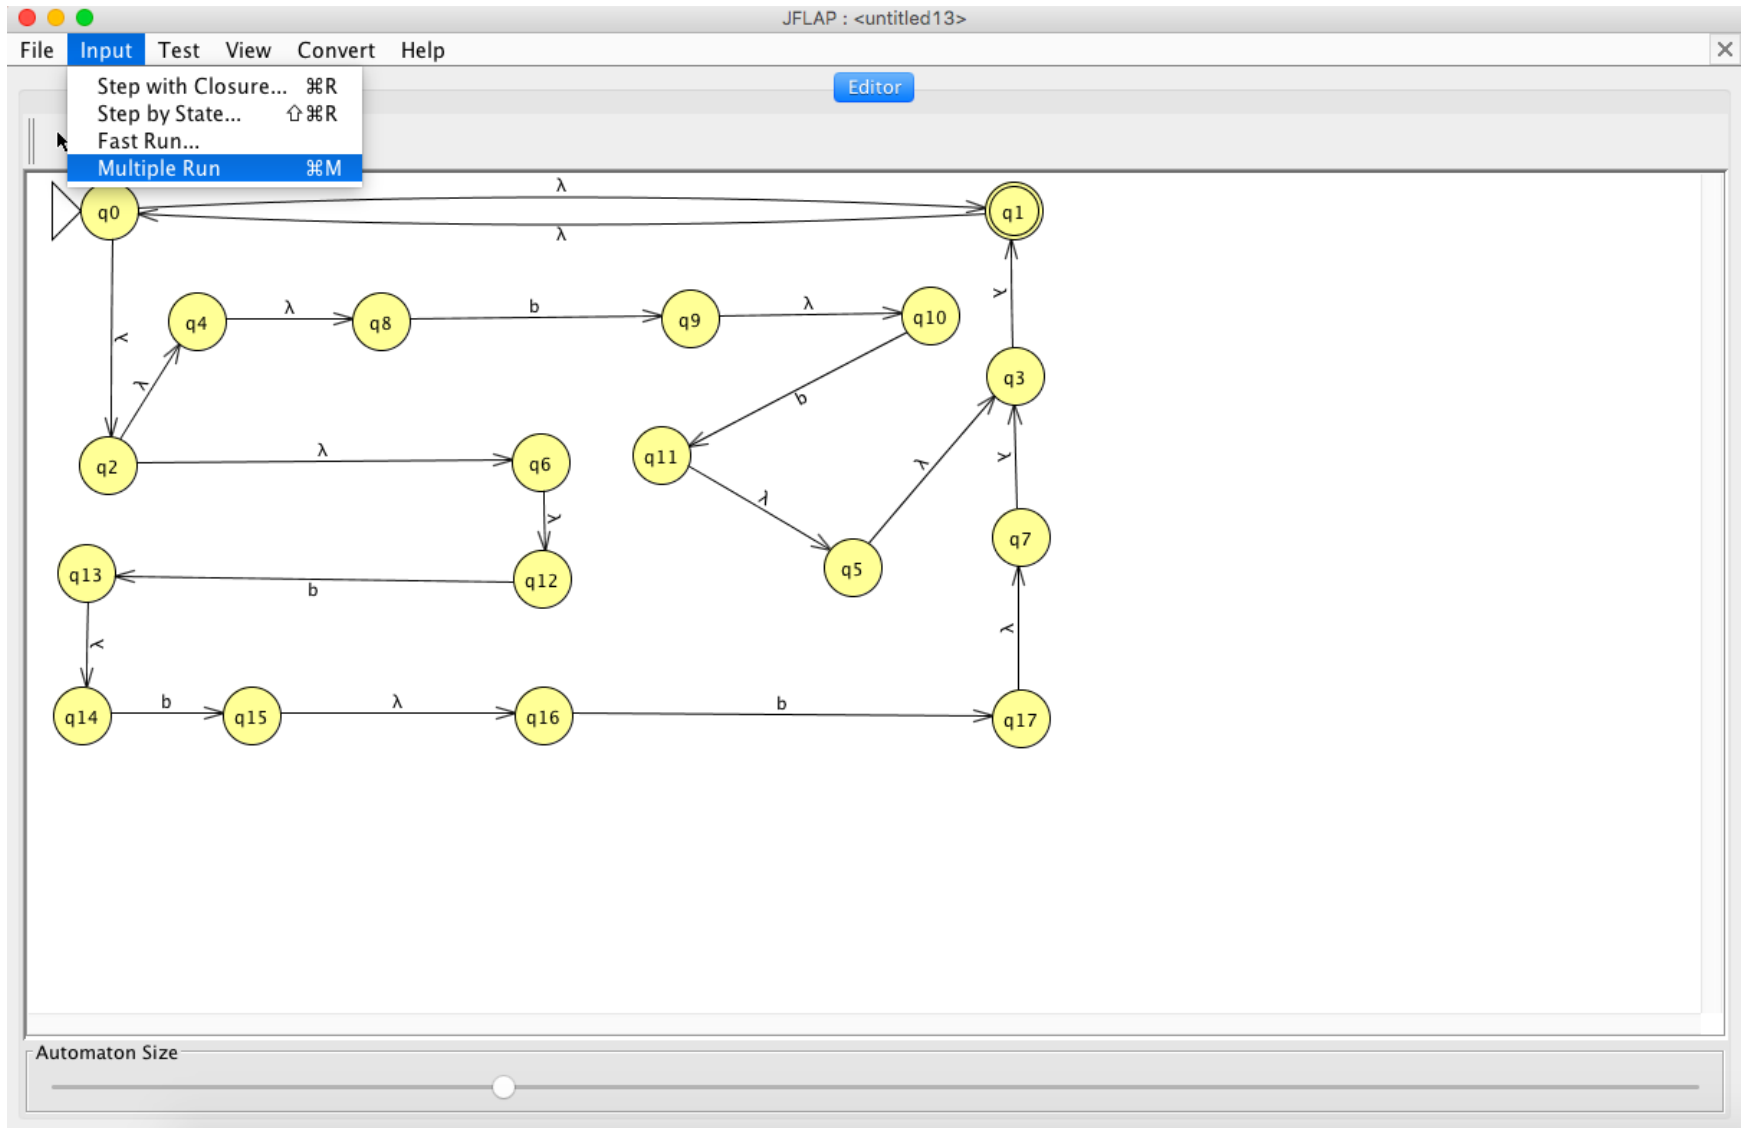 JFLAP : <untitled13>
File Input Test View Convert Help
Editor
Step with Closure... ⌘R
Step by State... ⇧⌘R
Fast Run...
Multiple Run ⌘M
λ
q0 q1
λ
λ
λ
q4 λ q8 b q9 λ q10
λ
q3
b
λ
q2 λ q6 q11 λ λ
λ
λ
q13 q12 q5 q7
b
λ
λ
q14 b q15 λ q16 b q17
Automaton Size